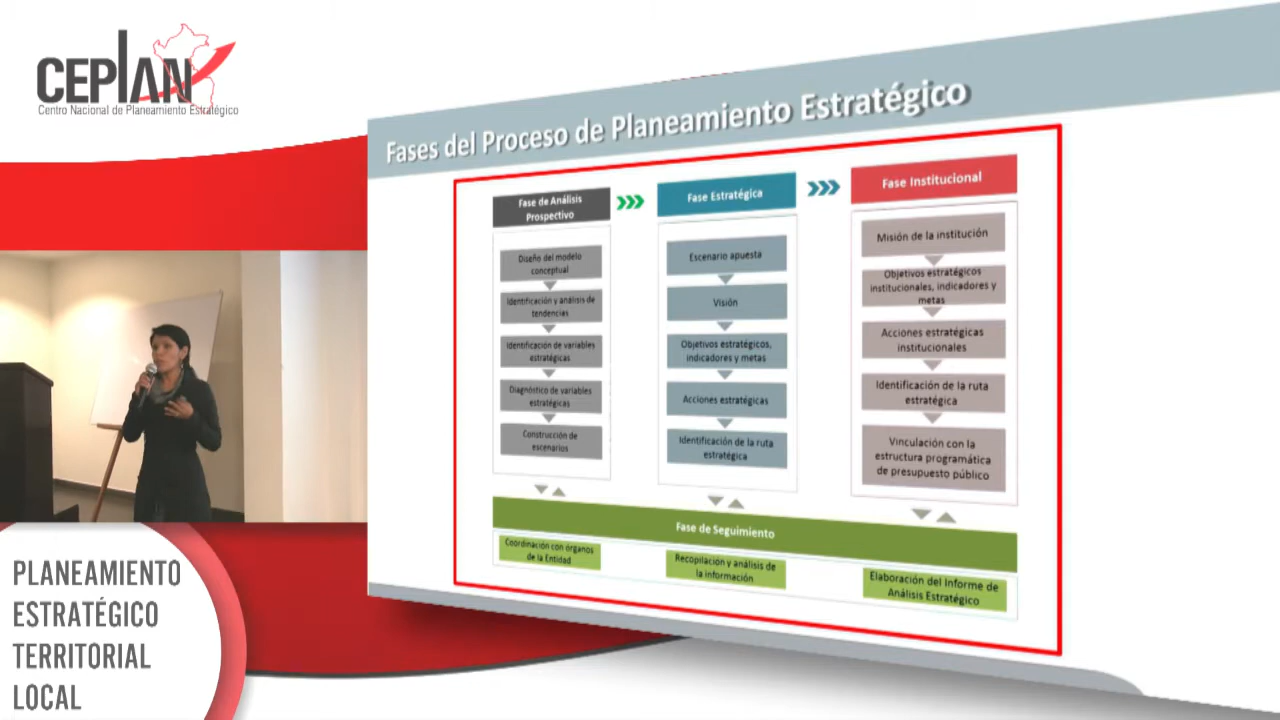 CEPLAN
Centro Nacional de Planeamiento Estratégico
Fases del Proceso de Planeamiento Estratégico
Fase de Análisis
Prospectivo
Diseño del modelo
conceptual
Identificación y análisis de
tendencias
Identificación de variables
estratégicas
Diagnóstico de variables
estratégicas
Construcción de
escenarios
Fase Estratégica
Escenario apuesta
Visión
Objetivos estratégicos,
indicadores y metas
Acciones estratégicas
Identificación de la ruta
estratégica
Fase Institucional
Misión de la institución
Objetivos estratégicos
institucionales, indicadores y
metas
Acciones estratégicas
institucionales
Identificación de la ruta
estratégica
Vinculación con la
estructura programática
de presupuesto público
Fase de Seguimiento
Coordinación con órganos
de la Entidad
Recopilación y análisis de
la información
Elaboración del Informe de
Análisis Estratégico
PLANEAMIENTO
ESTRATÉGICO
TERRITORIAL
LOCAL